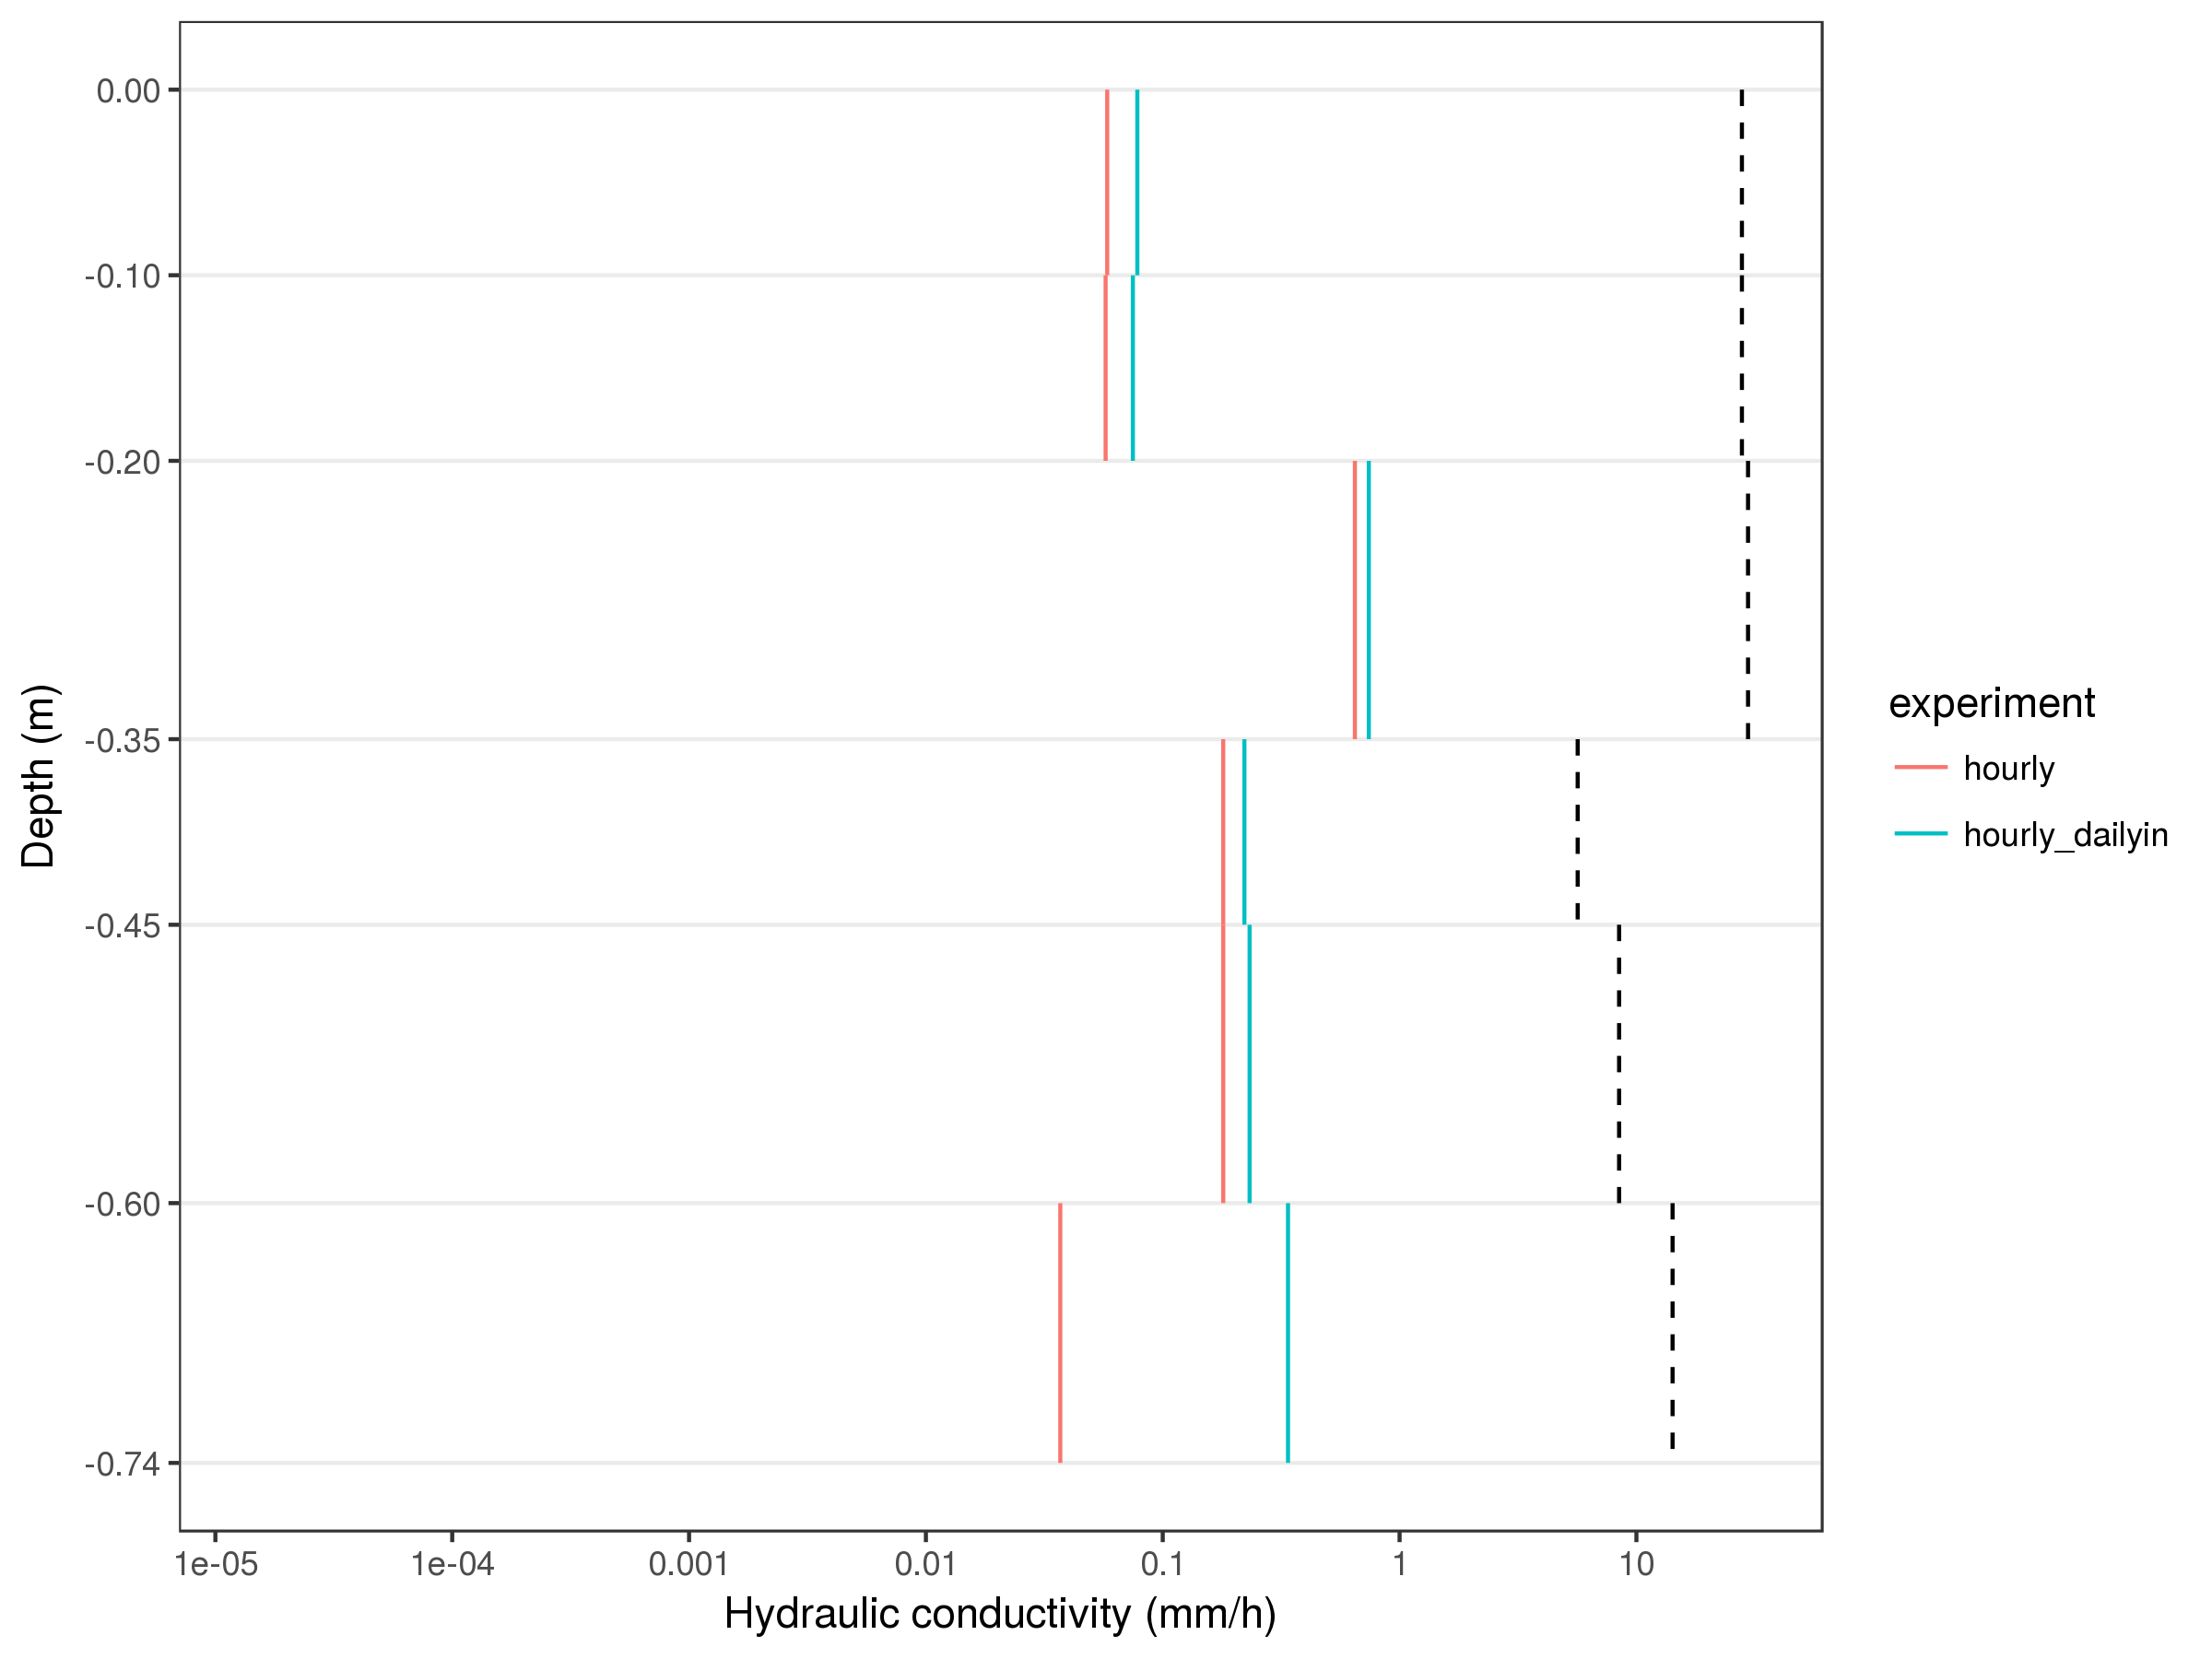 0.00
-0.10
-0.20
-0.35
-0.45
-0.60
-0.74
Depth (m)
1e-05 1e-04 0.001 0.01 0.1 1 10
Hydraulic conductivity (mm/h)
experiment
hourly
hourly_dailyin